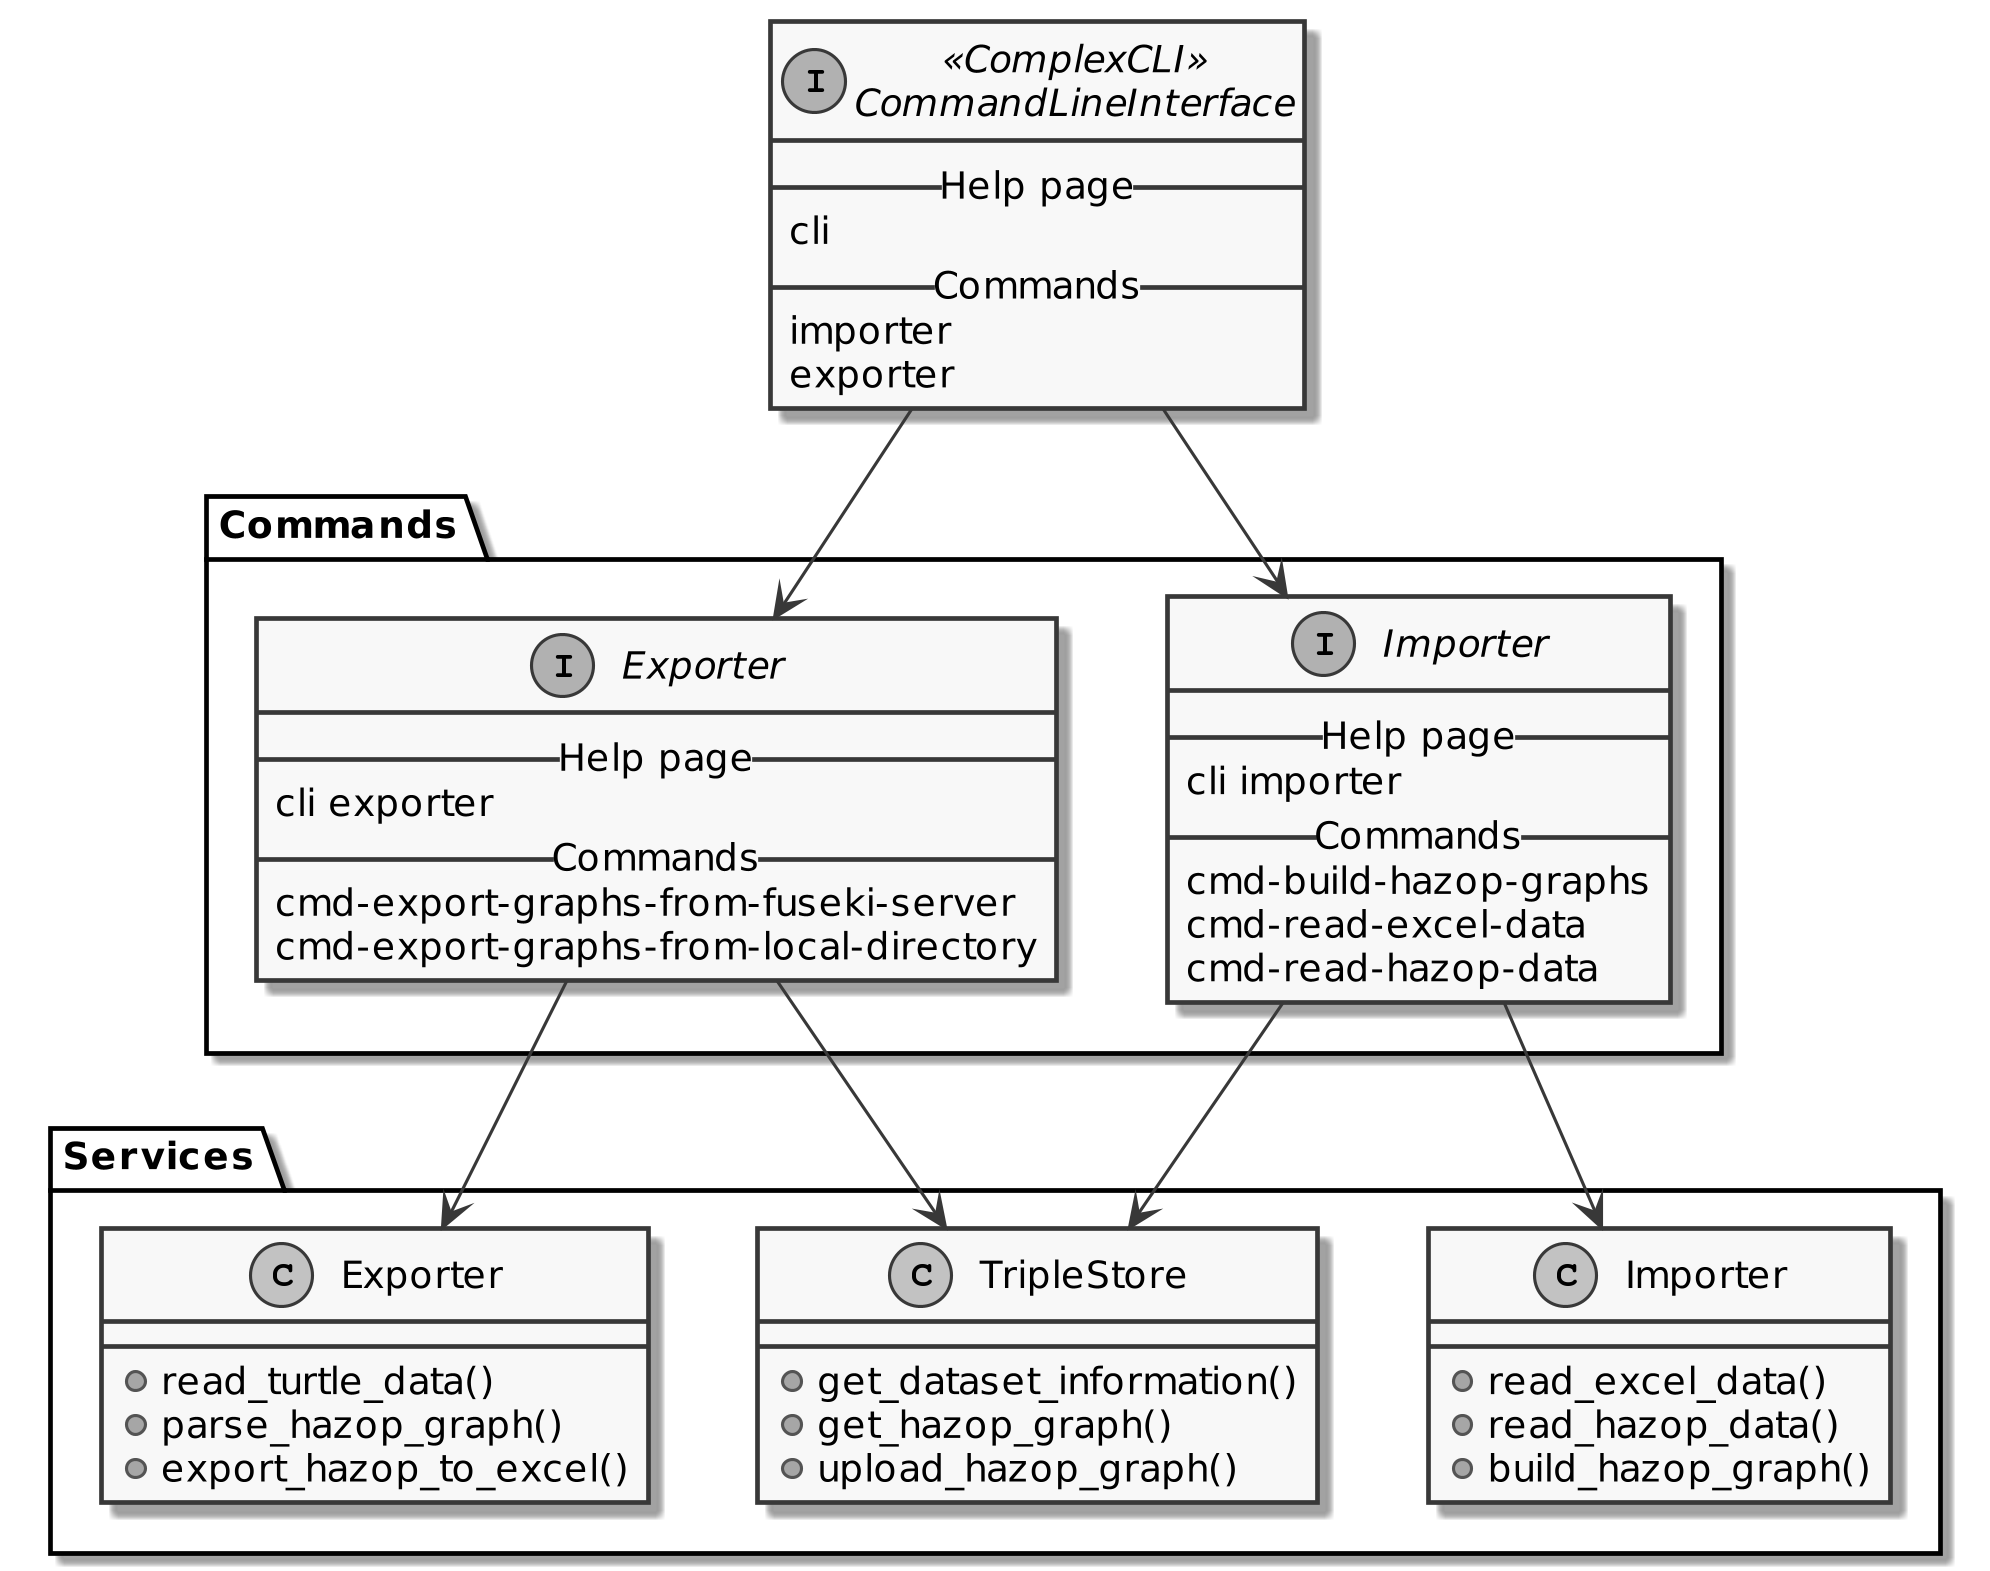 I
«ComplexCLI»
CommandLineInterface
Help page
cli
Commands
importer
exporter
Commands
I Exporter
Help page
cli exporter
Commands
cmd-export-graphs-from-fuseki-server
cmd-export-graphs-from-local-directory
I Importer
Help page
cli importer
Commands
cmd-build-hazop-graphs
cmd-read-excel-data
cmd-read-hazop-data
Services
C Exporter
read_turtle_data()
parse_hazop_graph()
export_hazop_to_excel()
C TripleStore
get_dataset_information()
get_hazop_graph()
upload_hazop_graph()
C Importer
read_excel_data()
read_hazop_data()
build_hazop_graph()